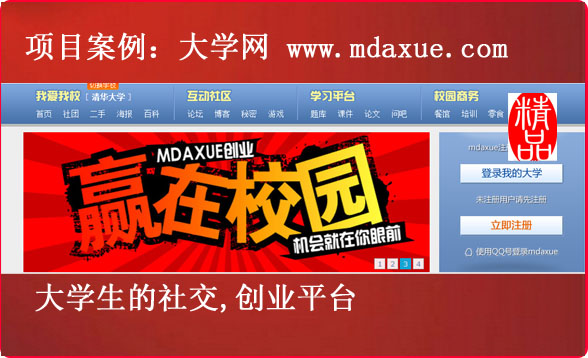 项目案例：大学网 www.mdaxue.com
切换学校
我爱我校 [ 清华大学 ] 互动社区 学习平台 校园商务
首页 社团 二手 海报 百科 论坛 博客 秘密 游戏 题库 课件 论文 问吧 餐馆 培训 零食
精品
MDAXUE创业
赢在校园
机会就在你眼前
1 2 3 4
mdaxue注
登录我的大学
未注册用户请先注册
立即注册
使用QQ号登录mdaxue
大学生的社交,创业平台